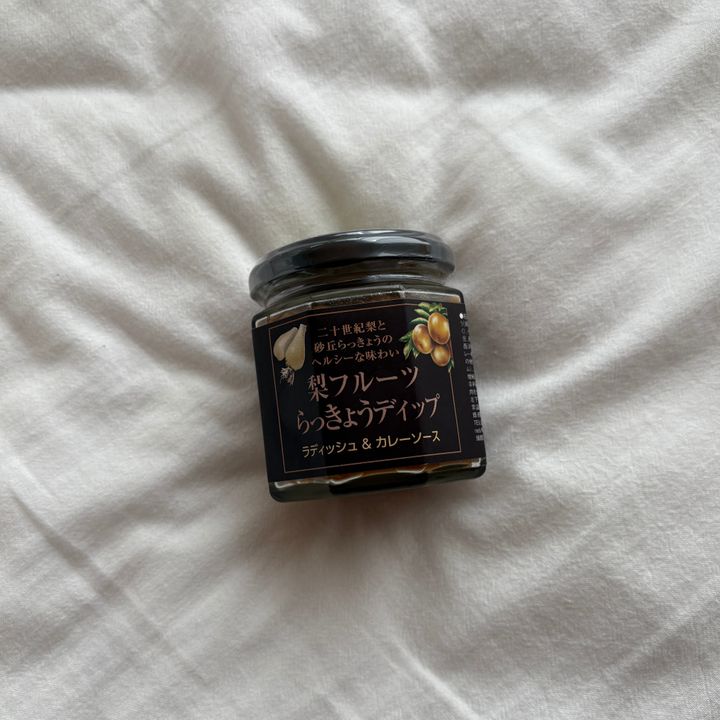 二十世紀梨と
砂丘らっきょうの
ヘルシーな味わい
梨フルーツ
らっきょうディップ
ラディッシュ & カレーソース